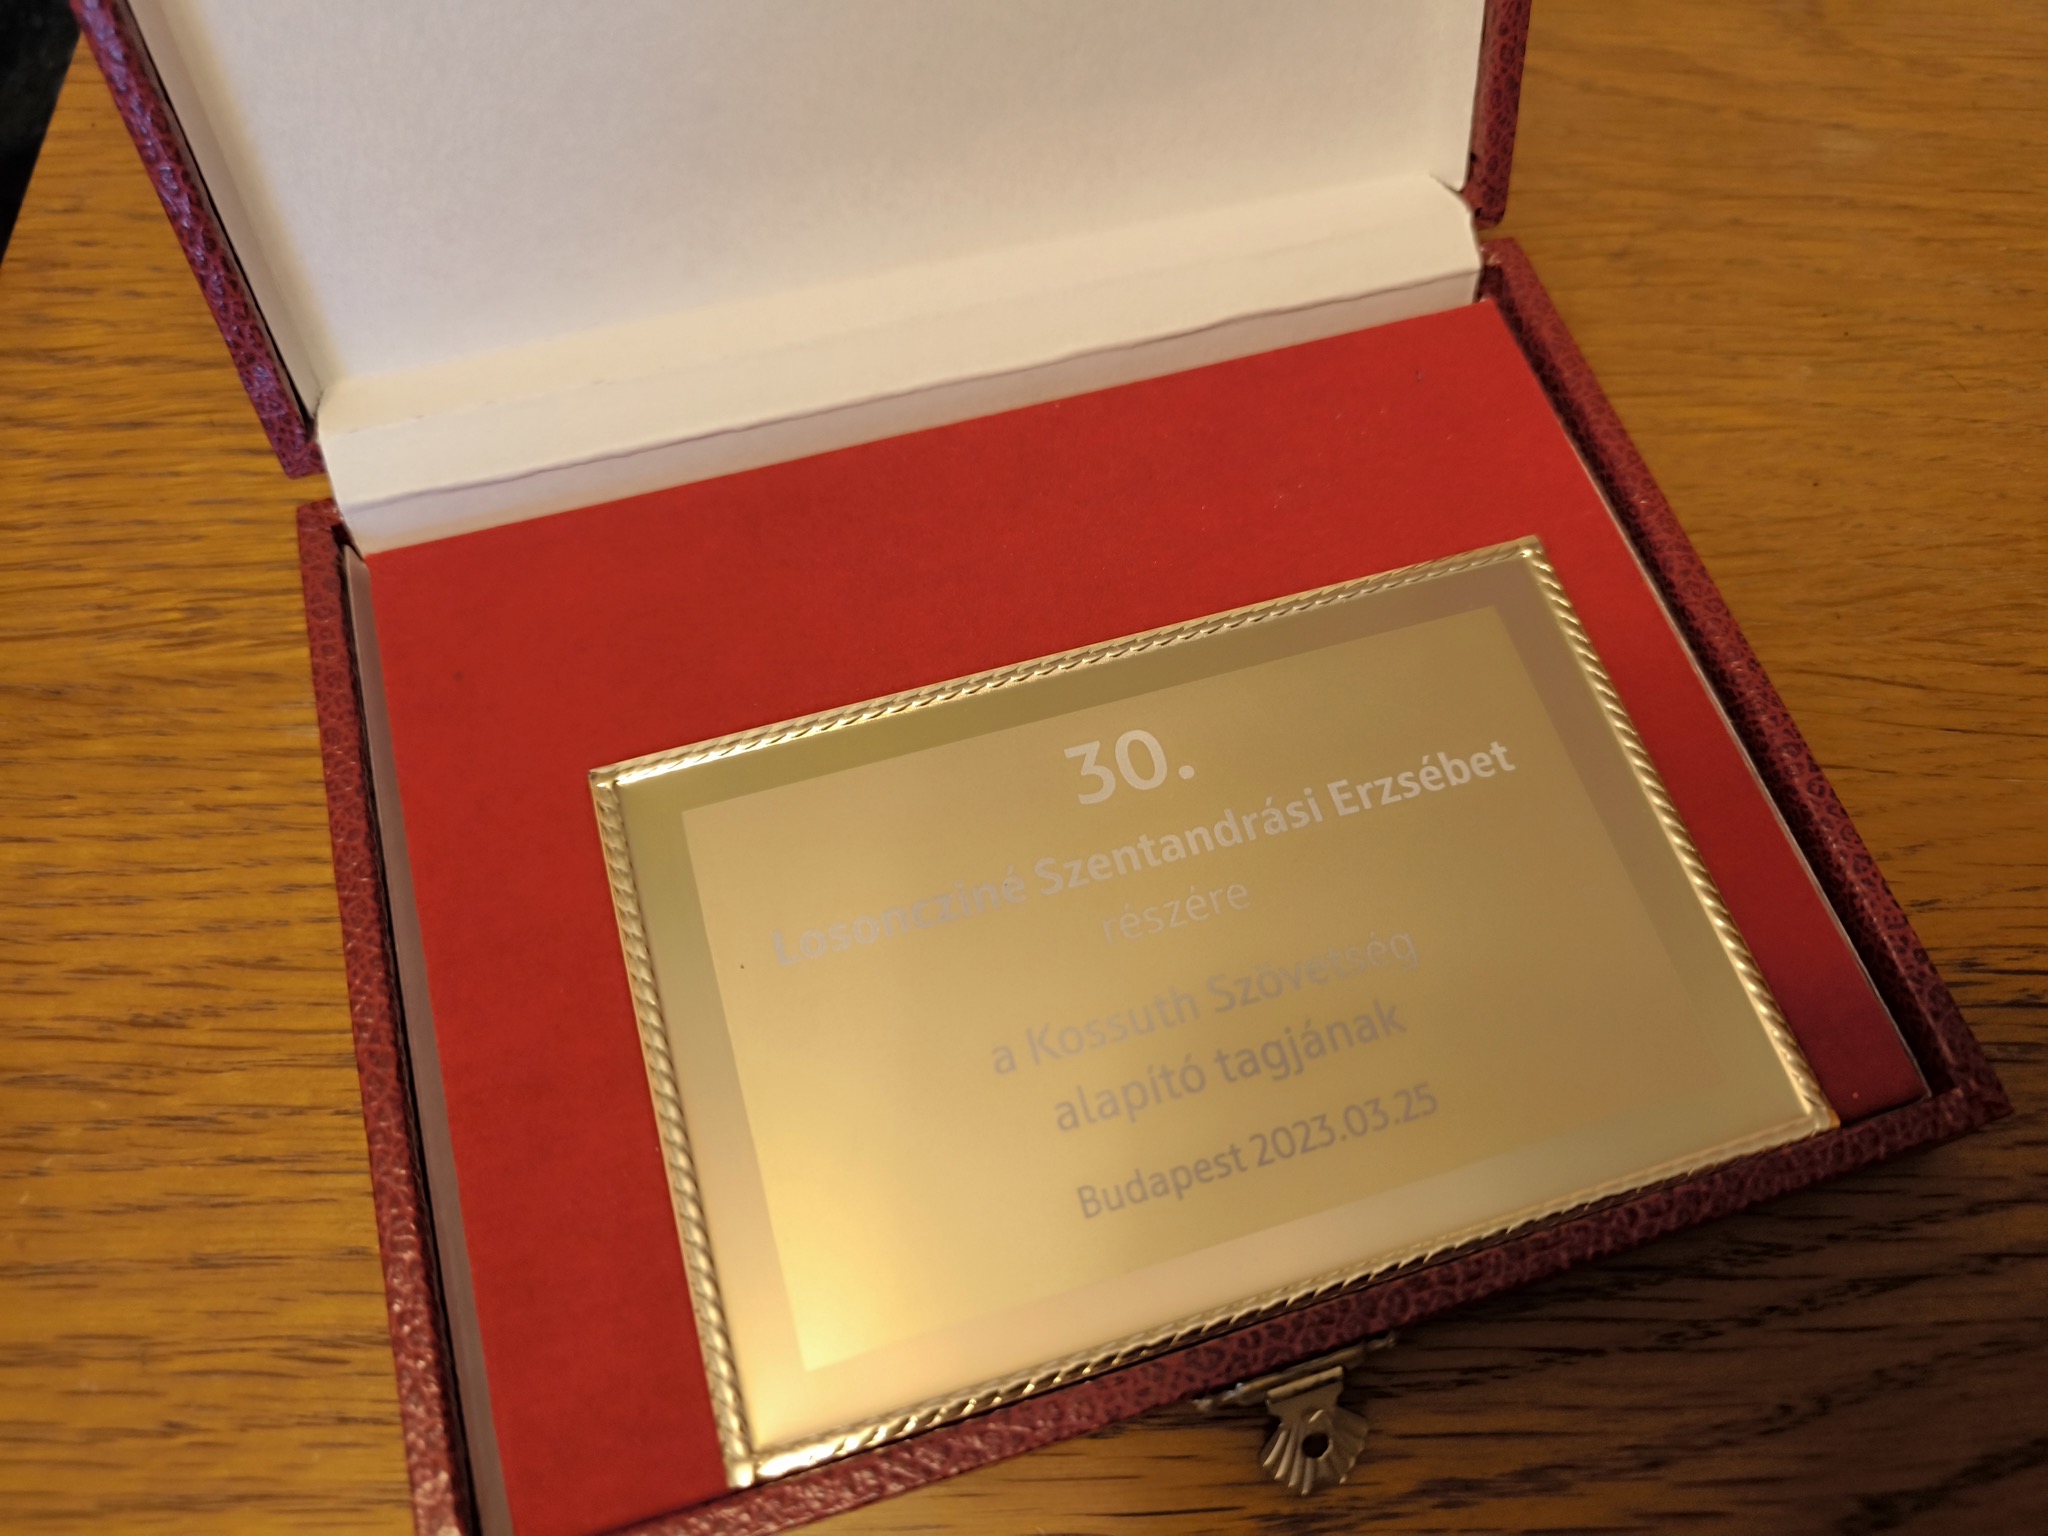 30.
Losoncziné Szentandrási Erzsébet
részére
a Kossuth Szövetség
alapító tagjának
Budapest 2023.03.25